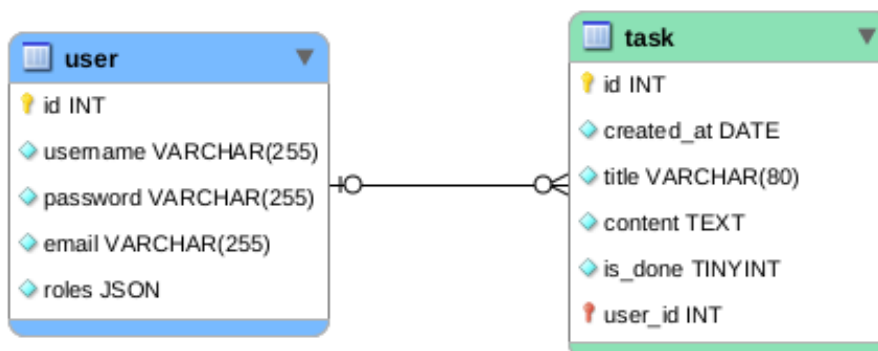 user
id INT
username VARCHAR(255)
password VARCHAR(255)
email VARCHAR(255)
roles JSON
task
id INT
created_at DATE
title VARCHAR(80)
content TEXT
is_done TINYINT
user_id INT